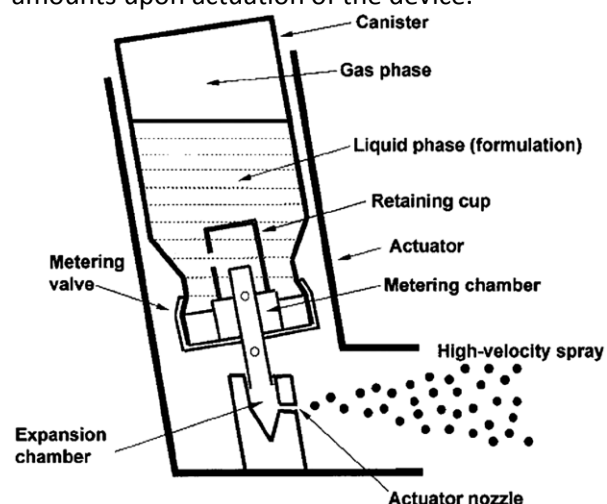 amounts upon actuation of the device.
Canister
Gas phase
Liquid phase (formulation)
Retaining cup
Actuator
Metering
valve
Metering chamber
High-velocity spray
Expansion
chamber
Actuator nozzle